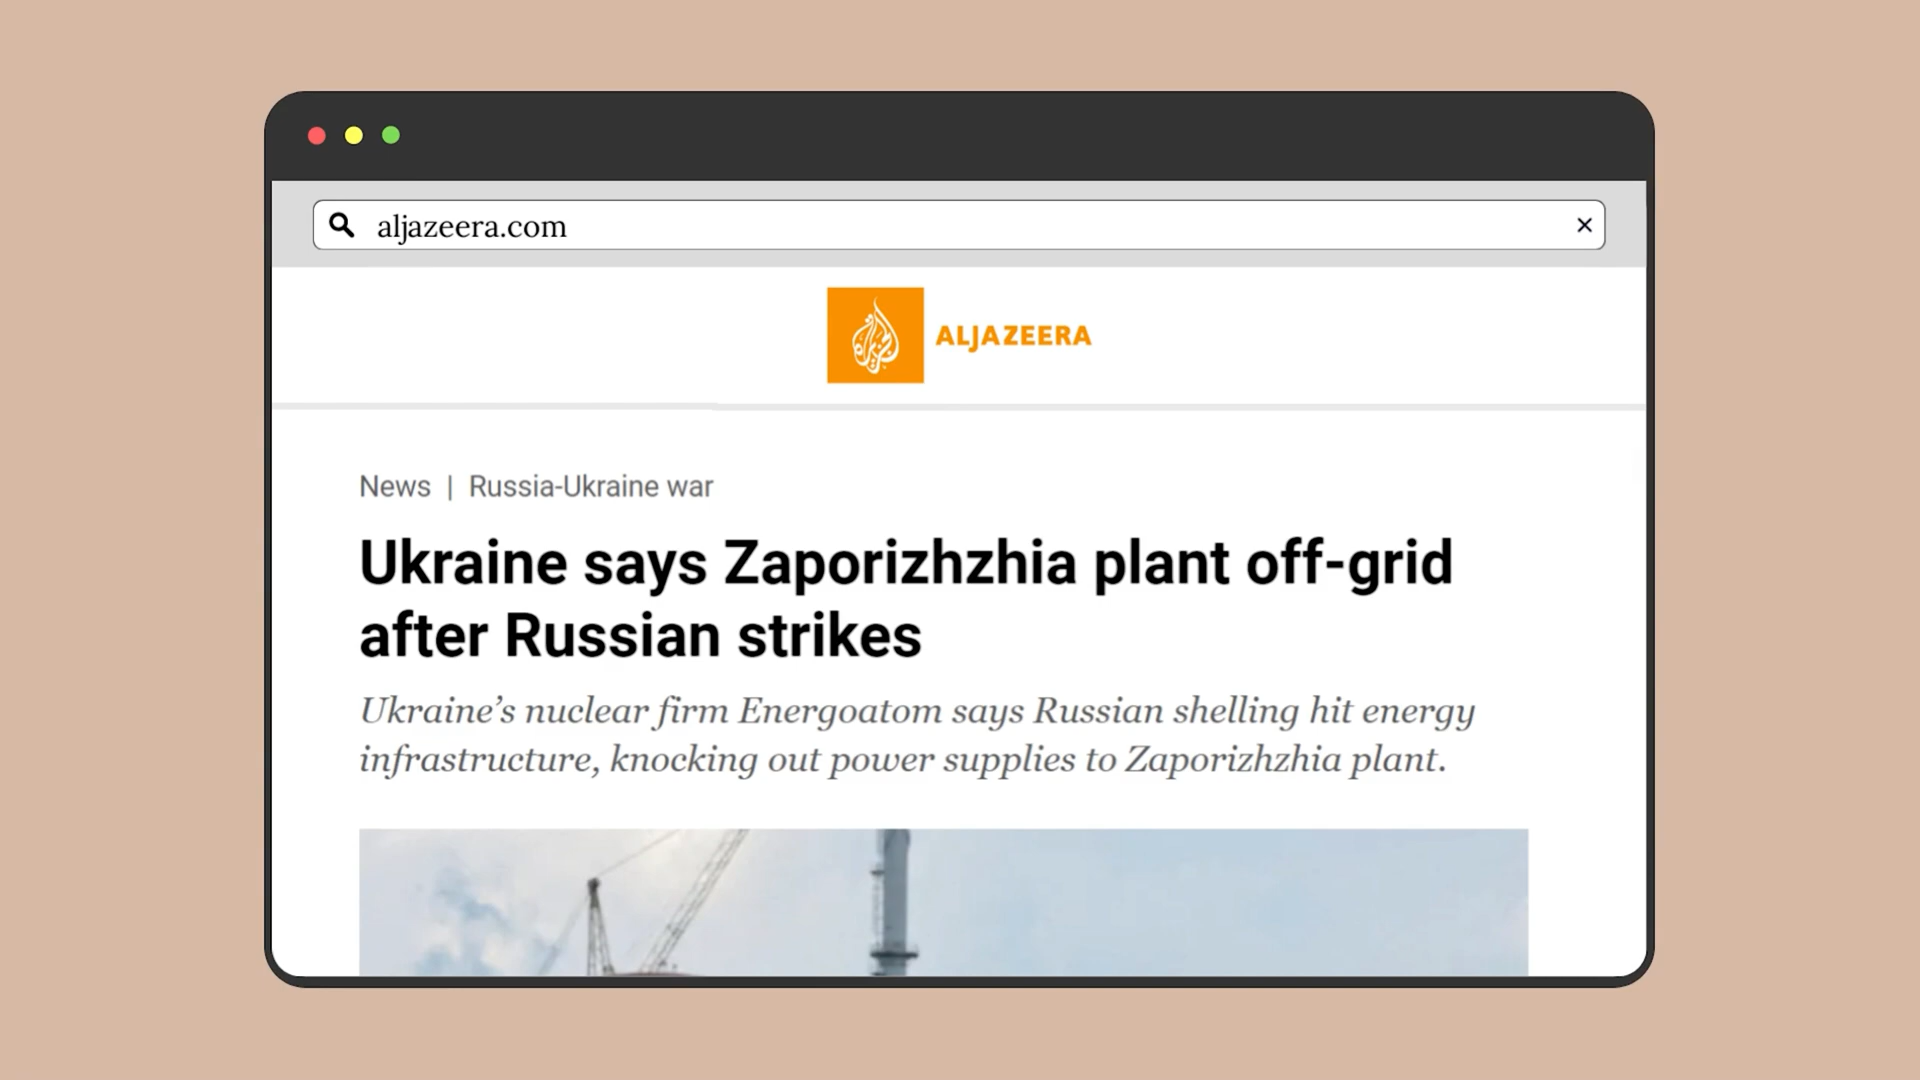 aljazeera.com
ALJAZEERA
News | Russia-Ukraine war
Ukraine says Zaporizhzhia plant off-grid
after Russian strikes
Ukraine’s nuclear firm Energoatom says Russian shelling hit energy
infrastructure, knocking out power supplies to Zaporizhzhia plant.